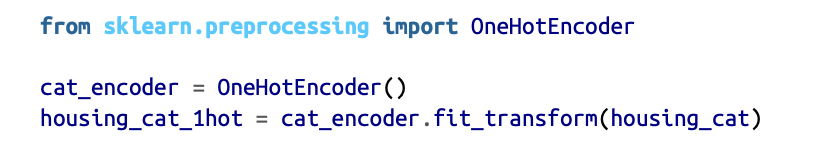 from sklearn.preprocessing import OneHotEncoder
cat_encoder = OneHotEncoder()
housing_cat_1hot = cat_encoder.fit_transform(housing_cat)